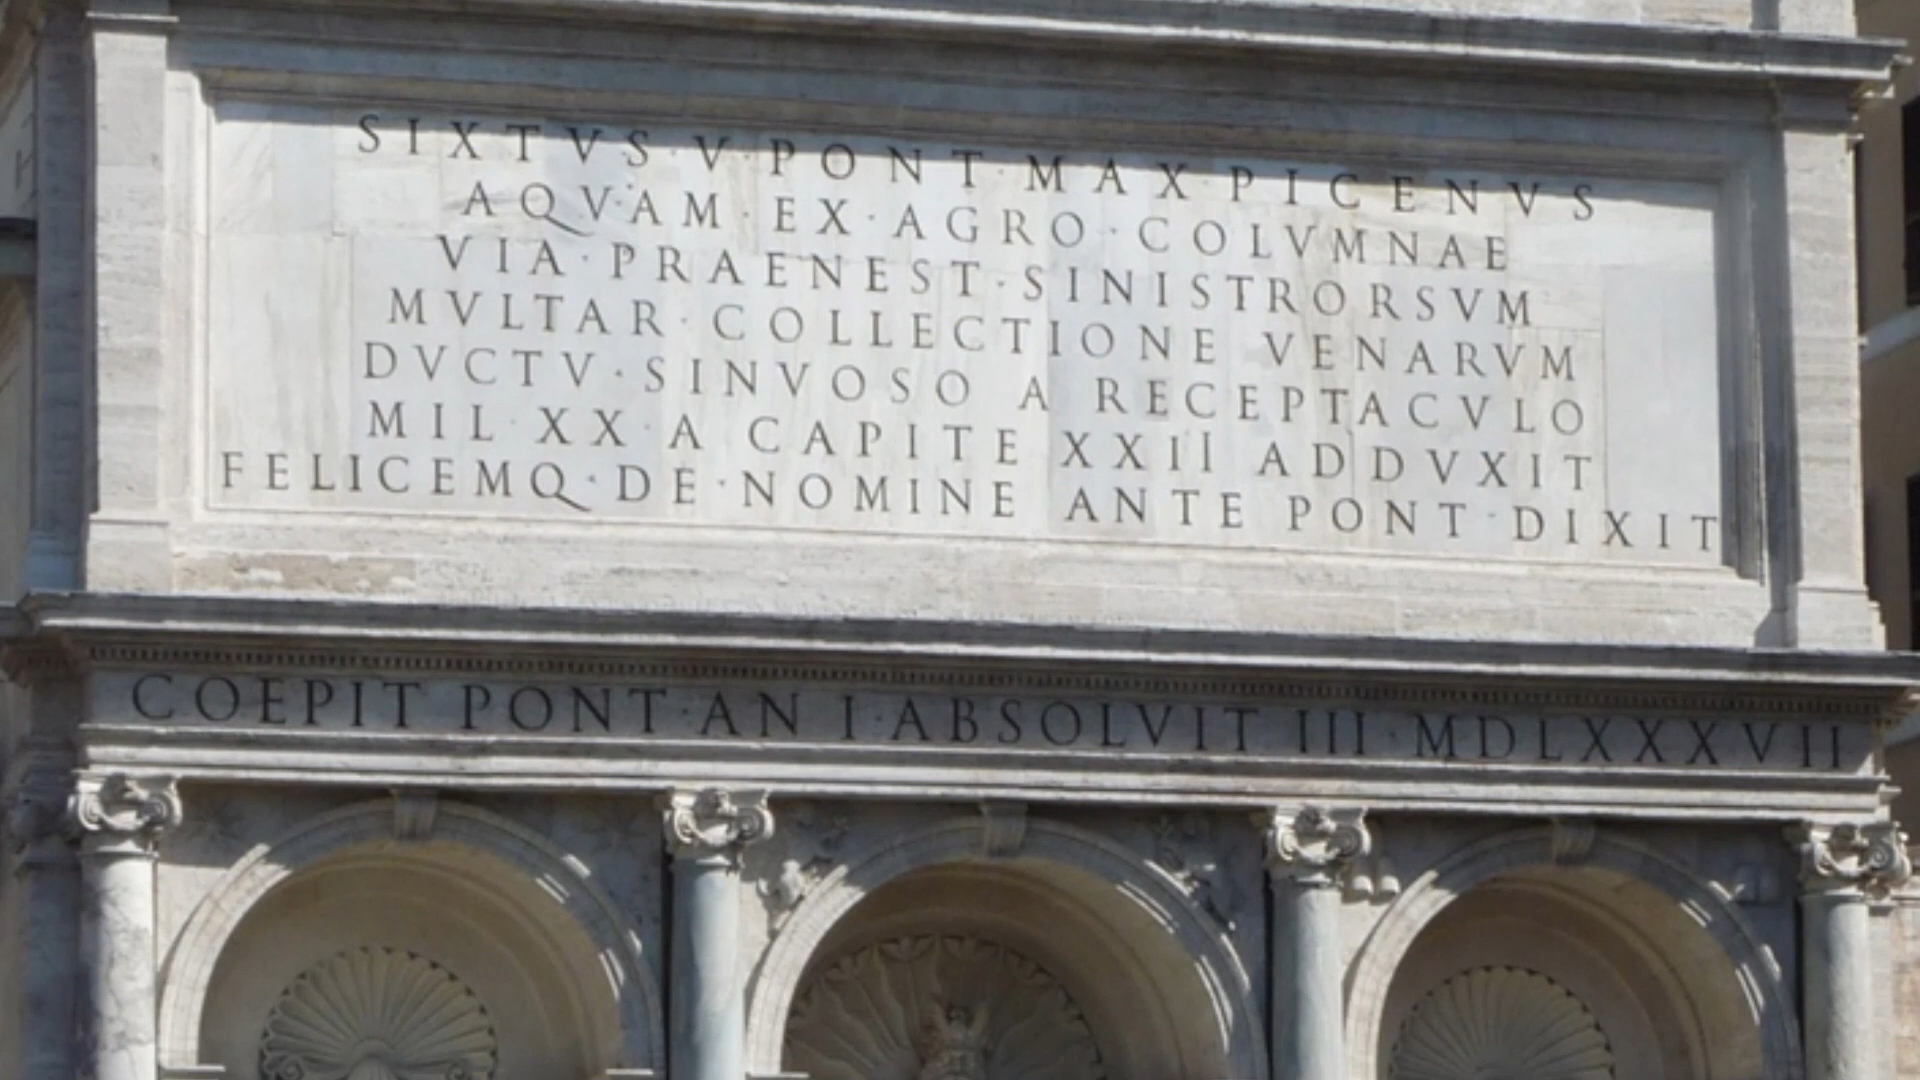 SIXTVS · V · PONT · MAX · PICENVS
AQVAM · EX · AGRO · COLVMNAE
VIA · PRAENEST · SINISTRORSVM
MVLTAR · COLLECTIONE VENARVM
DVCTV · SINVOSO A RECEPTACVLO
MIL · XX · A CAPITE XXII ADDVXIT
FELICEMQ · DE · NOMINE ANTE PONT · DIXIT
COEPIT PONT · AN I · ABSOLVIT III · MDLXXXVII